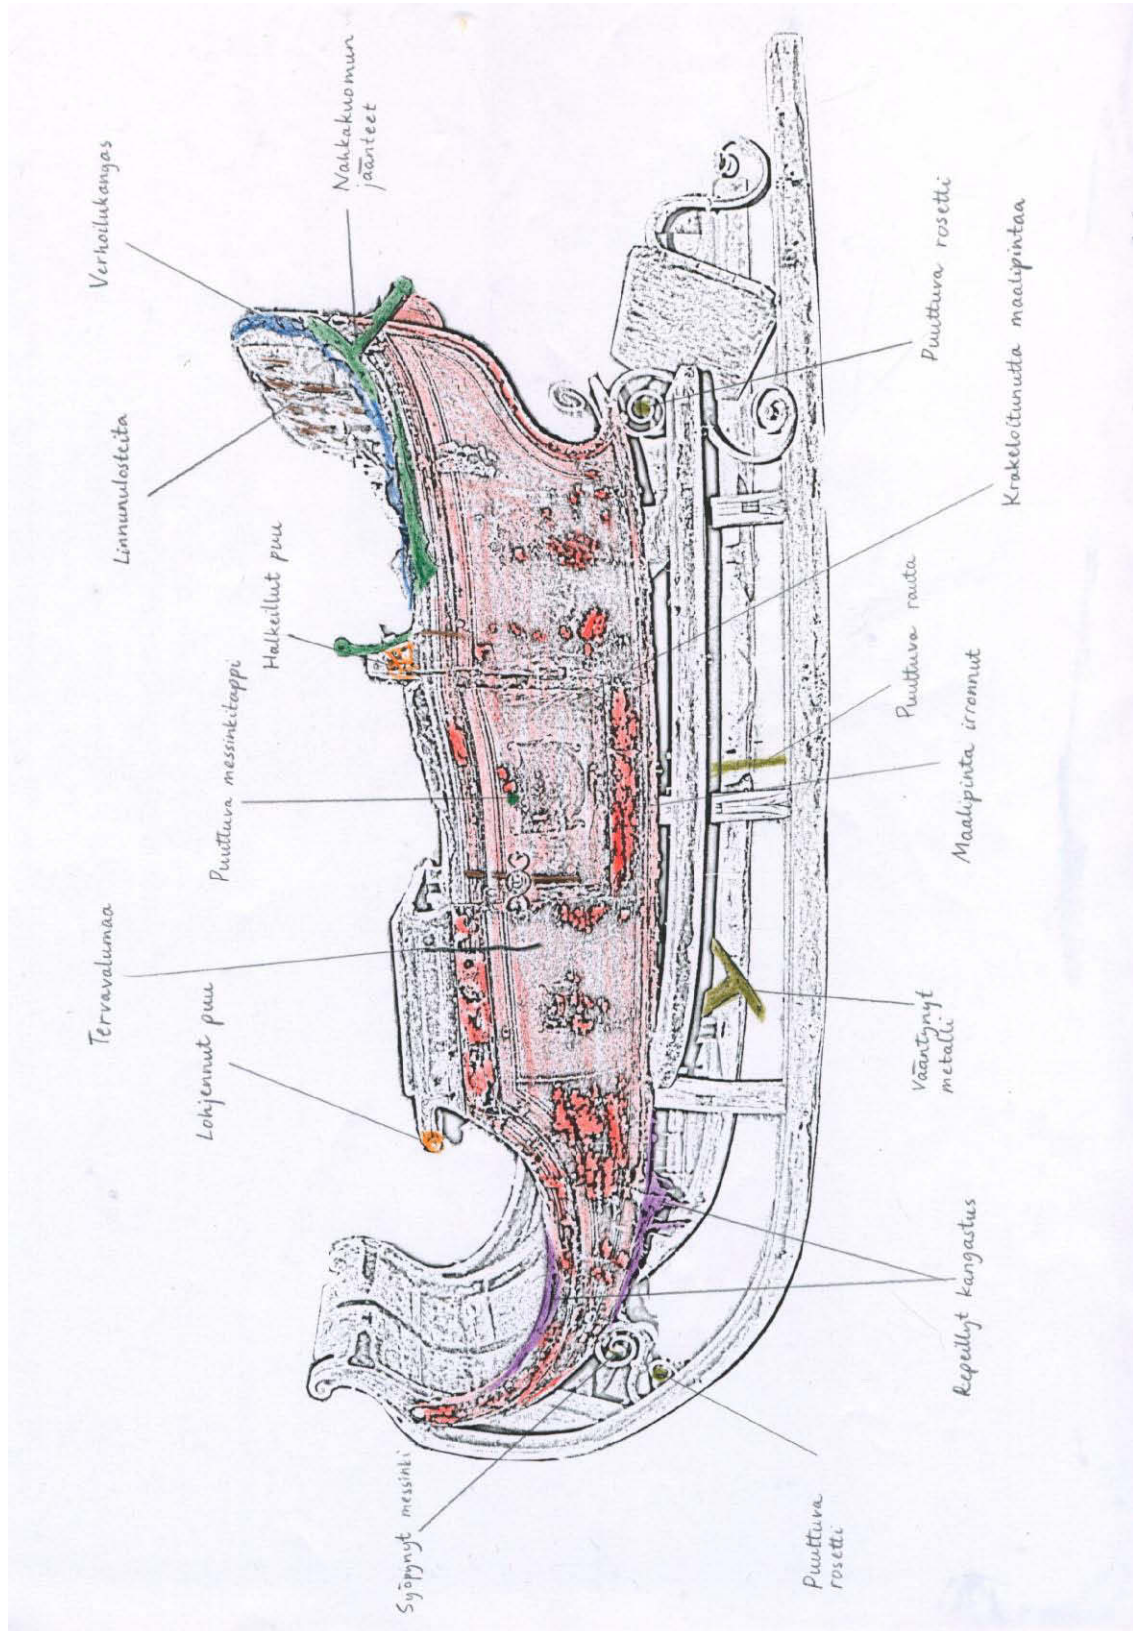 Tervavalumaa
Linnunulosteita
Verhoilukangas
Lohjennut puu
Puuttuva messinkitappi
Halkeillut puu
Nahkakuomun
jäänteet
Syöpynyt messinki
Puuttuva
rosetti
Vääntynyt
metalli
Puuttuva rauta
Puuttuva rosetti
Repeillyt kangastus
Maalipinta irronnut
Krakeloitunutta maalipintaa